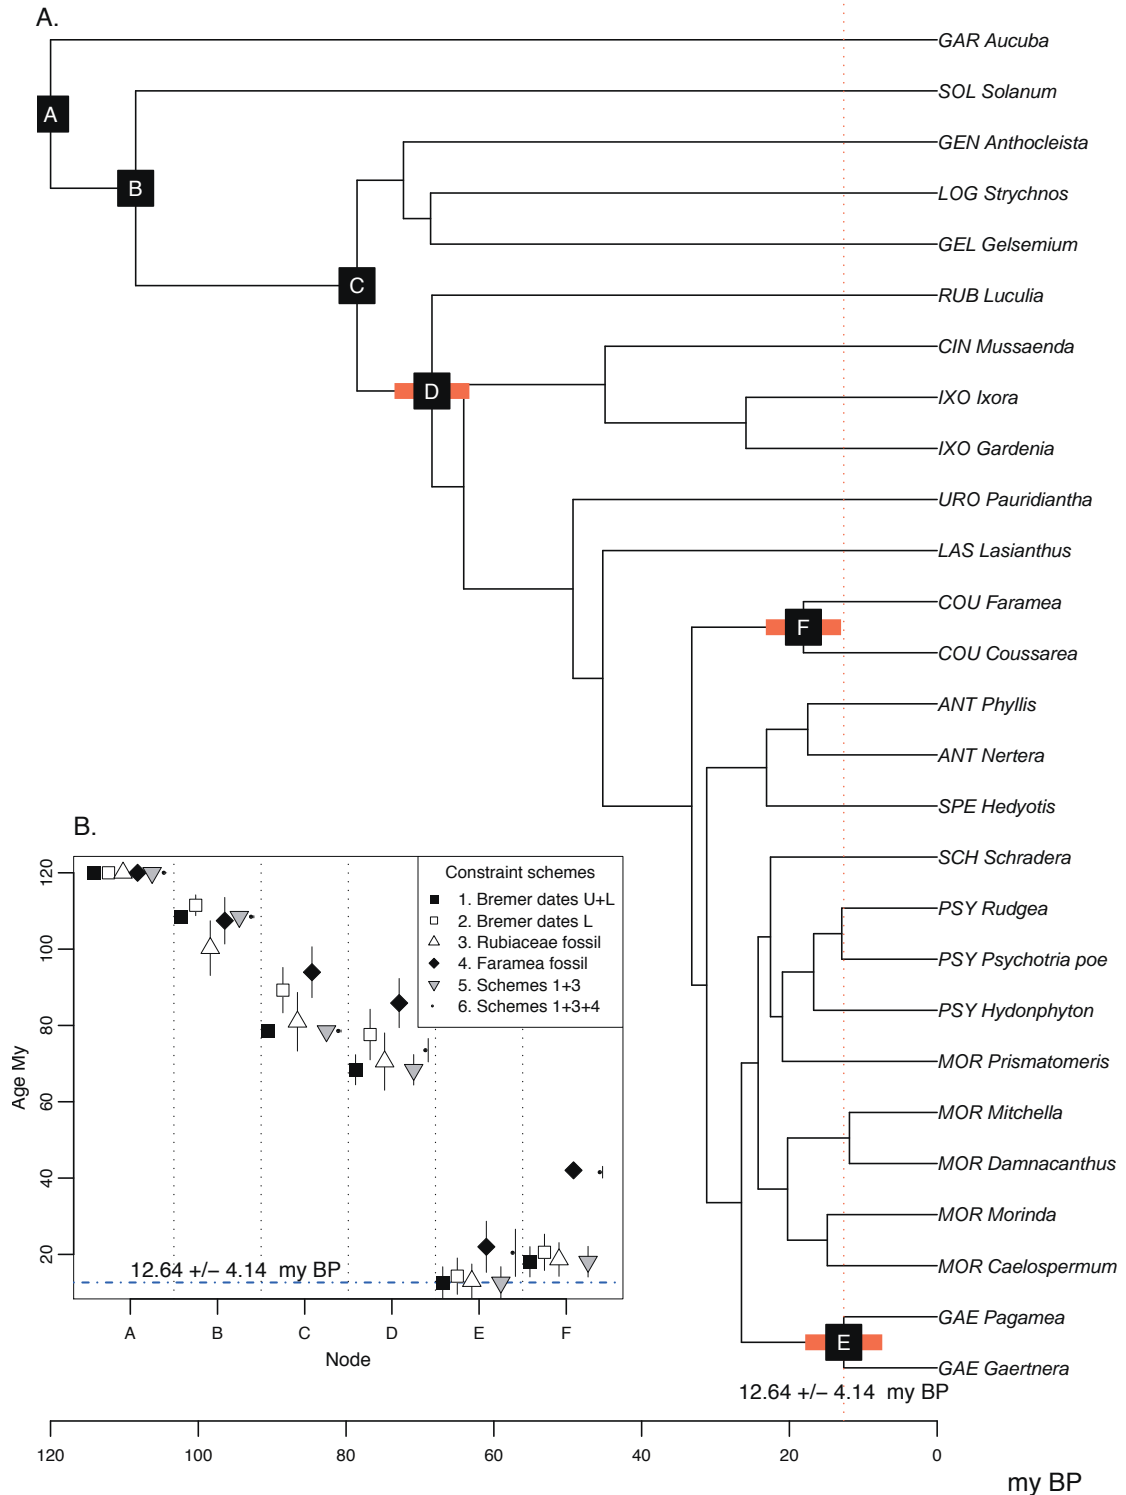 A.
GAR Aucuba
SOL Solanum
A
GEN Anthocleista
B
LOG Strychnos
GEL Gelsemium
C
RUB Luculia
CIN Mussaenda
D
IXO Ixora
IXO Gardenia
URO Pauridiantha
LAS Lasianthus
COU Faramea
F
COU Coussarea
ANT Phyllis
ANT Nertera
SPE Hedyotis
SCH Schradera
PSY Rudgea
PSY Psychotria poe
PSY Hydonphyton
MOR Prismatomeris
MOR Mitchella
MOR Damnacanthus
MOR Morinda
MOR Caelospermum
GAE Pagamea
E
GAE Gaertnera
12.64 +/− 4.14 my BP
120 100 80 60 40 20 0
my BP
B.
Constraint schemes
1. Bremer dates U+L
2. Bremer dates L
3. Rubiaceae fossil
4. Faramea fossil
5. Schemes 1+3
6. Schemes 1+3+4
120
100
80
60
40
20
Age My
12.64 +/− 4.14 my BP
A B C D E F
Node